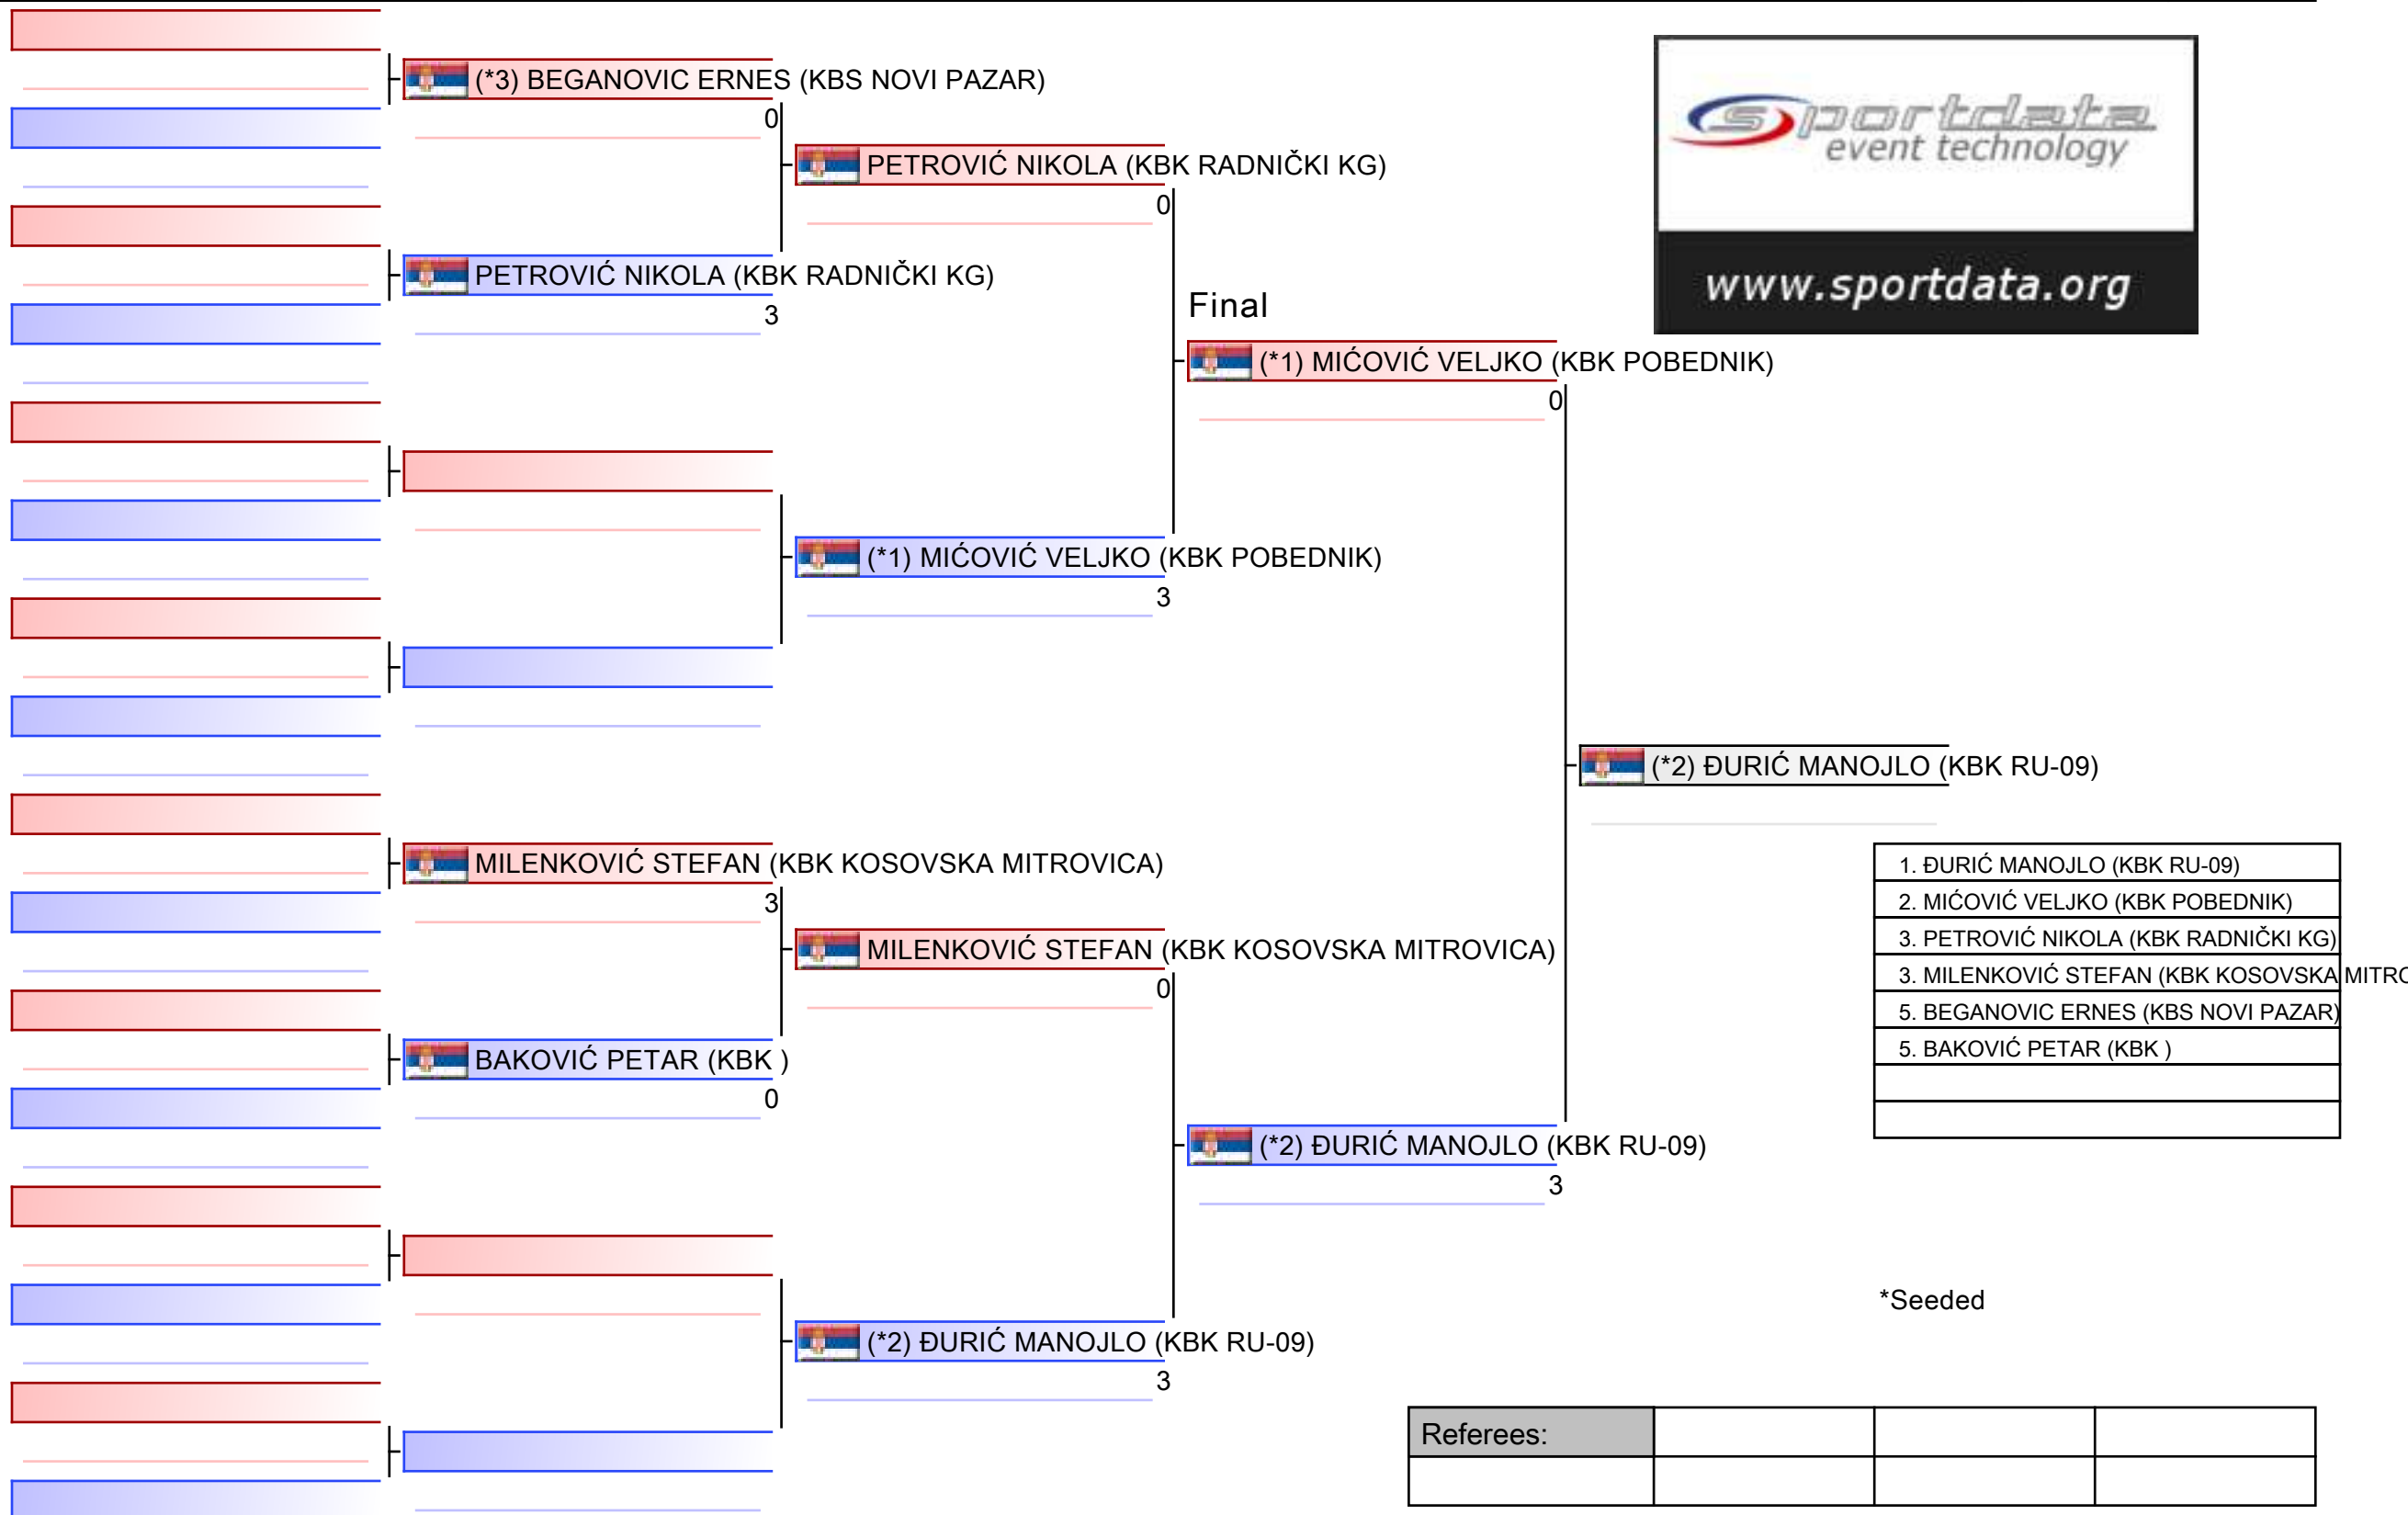 (*3) BEGANOVIC ERNES (KBS NOVI PAZAR)
0
PETROVIĆ NIKOLA (KBK RADNIČKI KG)
0
PETROVIĆ NIKOLA (KBK RADNIČKI KG)
3
sportdata
event technology
www.sportdata.org
Final
(*1) MIĆOVIĆ VELJKO (KBK POBEDNIK)
0
(*1) MIĆOVIĆ VELJKO (KBK POBEDNIK)
3
(*2) ĐURIĆ MANOJLO (KBK RU-09)
MILENKOVIĆ STEFAN (KBK KOSOVSKA MITROVICA)
3
MILENKOVIĆ STEFAN (KBK KOSOVSKA MITROVICA)
0
BAKOVIĆ PETAR (KBK )
0
(*2) ĐURIĆ MANOJLO (KBK RU-09)
3
(*2) ĐURIĆ MANOJLO (KBK RU-09)
3
1. ĐURIĆ MANOJLO (KBK RU-09)
2. MIĆOVIĆ VELJKO (KBK POBEDNIK)
3. PETROVIĆ NIKOLA (KBK RADNIČKI KG)
3. MILENKOVIĆ STEFAN (KBK KOSOVSKA MITRO
5. BEGANOVIC ERNES (KBS NOVI PAZAR)
5. BAKOVIĆ PETAR (KBK )
*Seeded
Referees: